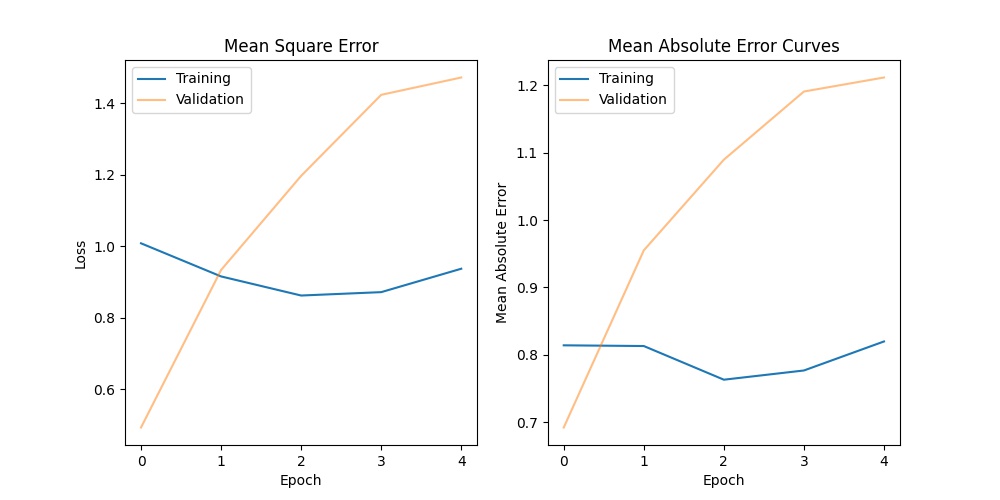 Mean Square Error
Training
Validation
1.4
1.2
1.0
0.8
0.6
Loss
0 1 2 3 4
Epoch
Mean Absolute Error Curves
Training
Validation
1.2
1.1
1.0
0.9
0.8
0.7
Mean Absolute Error
0 1 2 3 4
Epoch